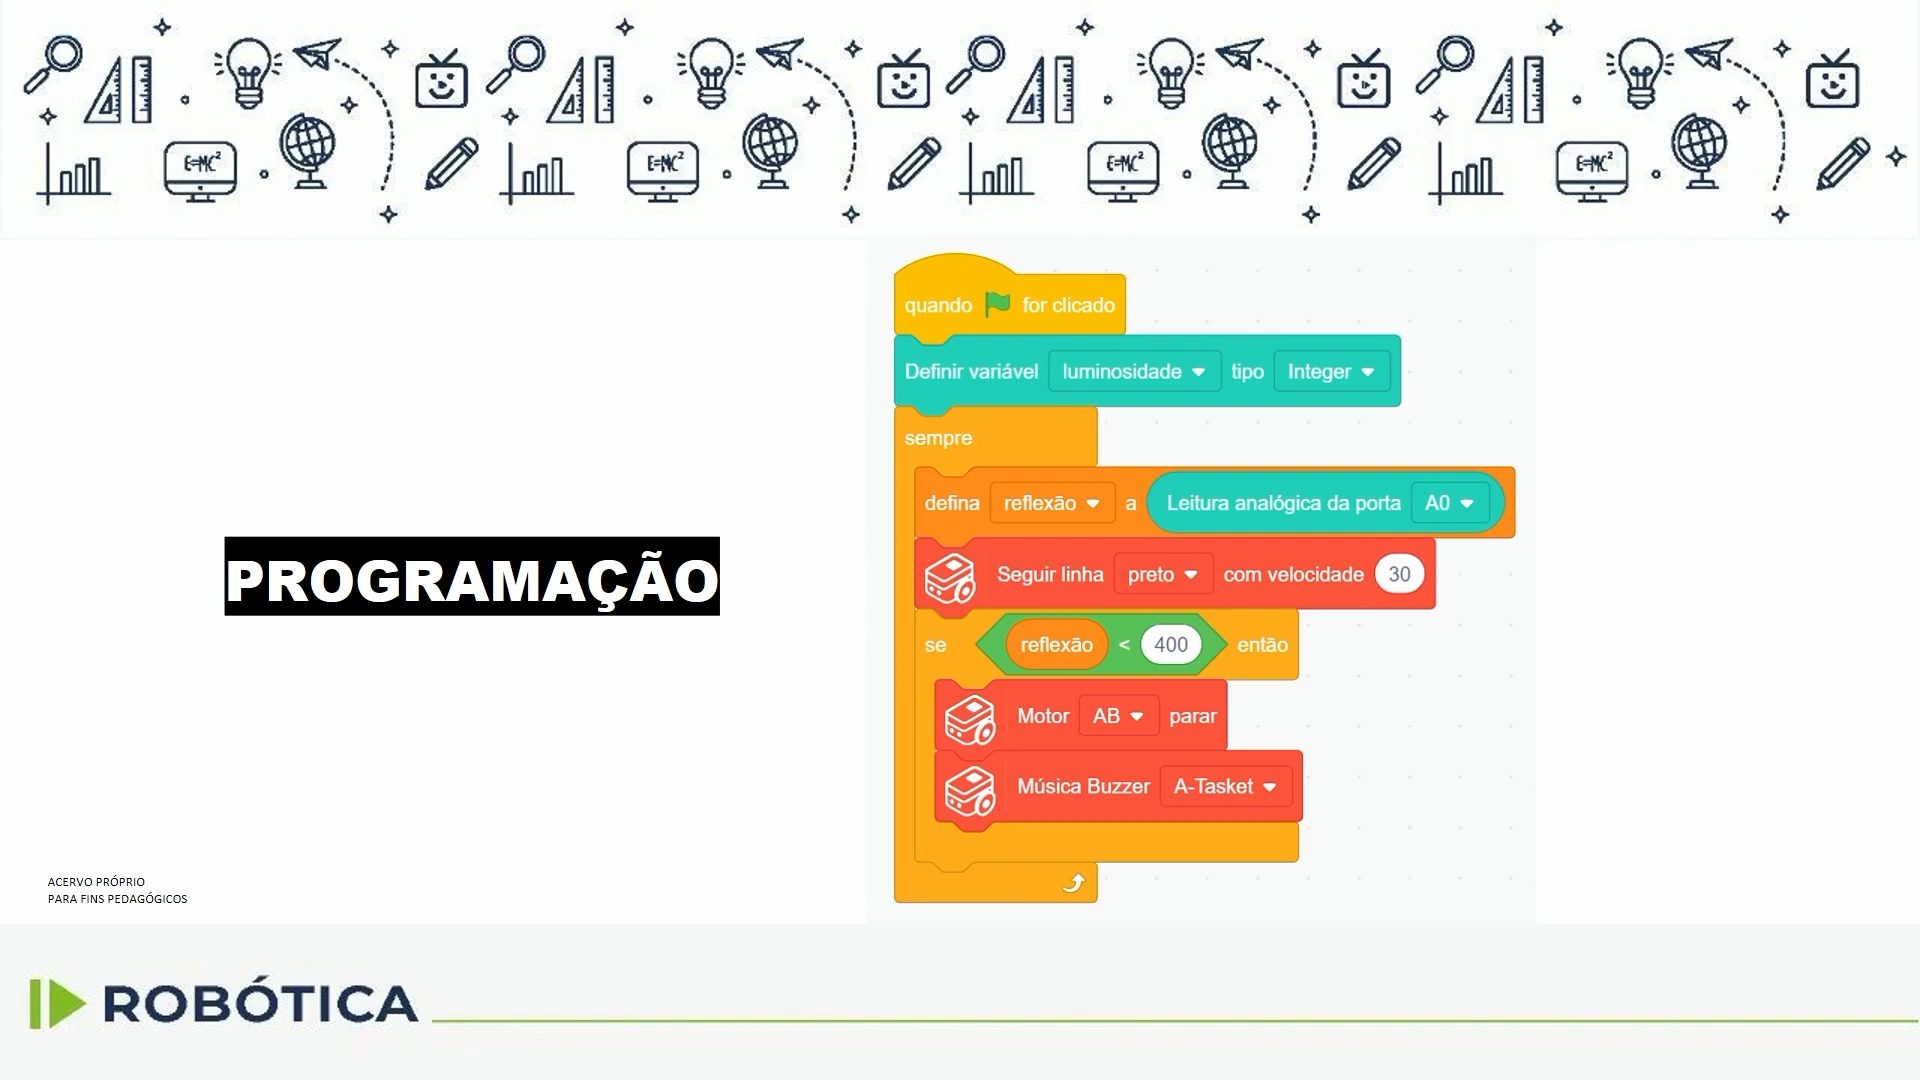 E=MC²
E=MC²
E=MC²
E=MC²
quando for clicado
Definir variável luminosidade tipo Integer
sempre
defina reflexão a Leitura analógica da porta A0
Seguir linha preto com velocidade 30
se reflexão < 400 então
Motor AB parar
Música Buzzer A-Tasket
PROGRAMAÇÃO
ACERVO PRÓPRIO
PARA FINS PEDAGÓGICOS
ROBÓTICA